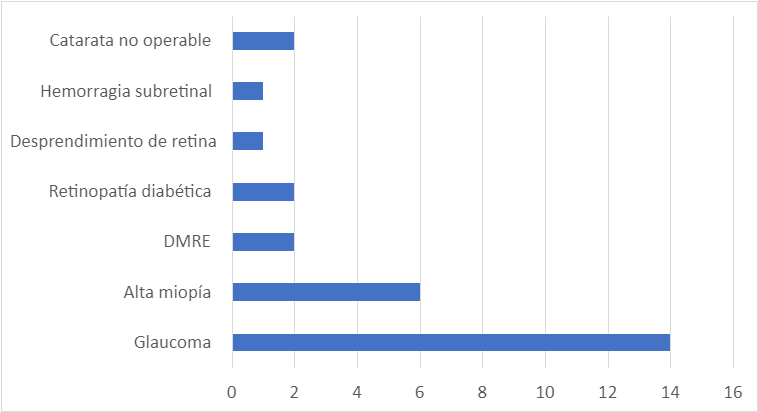 Catarata no operable
Hemorragia subretinal
Desprendimiento de retina
Retinopatía diabética
DMRE
Alta miopía
Glaucoma
0 2 4 6 8 10 12 14 16